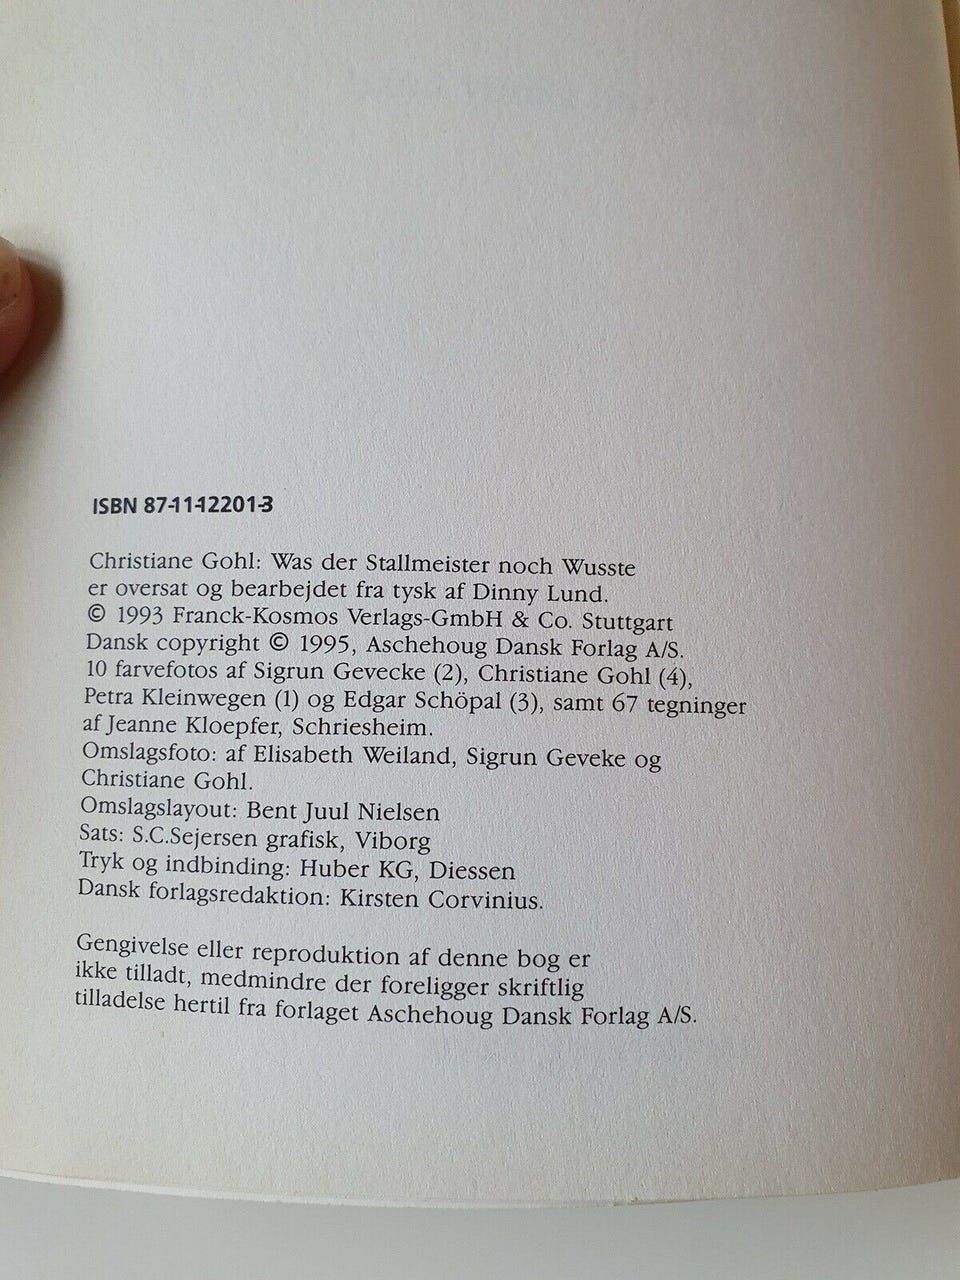 ISBN 87-11-12201-3
Christiane Gohl: Was der Stallmeister noch Wusste
er oversat og bearbejdet fra tysk af Dinny Lund.
© 1993 Franck-Kosmos Verlags-GmbH & Co. Stuttgart
Dansk copyright © 1995, Aschehoug Dansk Forlag A/S.
10 farvefotos af Sigrun Gevecke (2), Christiane Gohl (4),
Petra Kleinwegen (1) og Edgar Schöpal (3), samt 67 tegninger
af Jeanne Kloepfer, Schriesheim.
Omslagsfoto: af Elisabeth Weiland, Sigrun Geveke og
Christiane Gohl.
Omslagslayout: Bent Juul Nielsen
Sats: S.C.Sejersen grafisk, Viborg
Tryk og indbinding: Huber KG, Diessen
Dansk forlagsredaktion: Kirsten Corvinius.
Gengivelse eller reproduktion af denne bog er
ikke tilladt, medmindre der foreligger skriftlig
tilladelse hertil fra forlaget Aschehoug Dansk Forlag A/S.